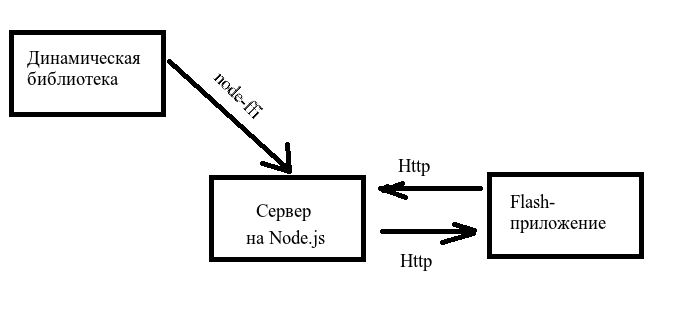 Динамическая
библиотека
node-ffi
Http
Сервер
на Node.js
Flash-
приложение
Http